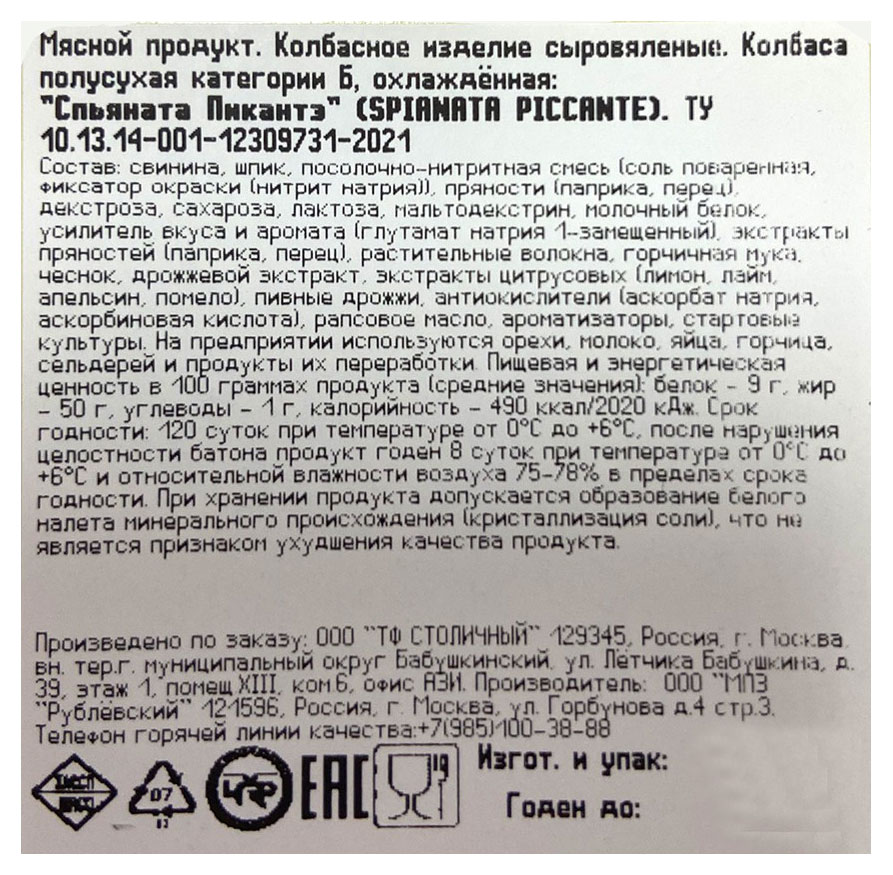 Мясной продукт. Колбасное изделие сыровяленые. Колбаса
полусухая категории Б, охлаждённая:
"Спьяната Пикантэ" (SPIANATA PICCANTE). ТУ
10.13.14-001-12309731-2021
Состав: свинина, шпик, посолочно-нитритная смесь (соль поваренная,
фиксатор окраски (нитрит натрия)), пряности (паприка, перец),
декстроза, сахароза, лактоза, мальтодекстрин, молочный белок,
усилитель вкуса и аромата (глутамат натрия 1-замещенный), экстракты
пряностей (паприка, перец), растительные волокна, горчичная мука,
чеснок, дрожжевой экстракт, экстракты цитрусовых (лимон, лайм,
апельсин, помело), пивные дрожжи, антиокислители (аскорбат натрия,
аскорбиновая кислота), рапсовое масло, ароматизаторы, стартовые
культуры. На предприятии используются орехи, молоко, яйца, горчица,
сельдерей и продукты их переработки. Пищевая и энергетическая
ценность в 100 граммах продукта (средние значения): белок - 9 г, жир
- 50 г, углеводы - 1 г, калорийность - 490 ккал/2020 кДж. Срок
годности: 120 суток при температуре от 0°С до +6°С, после нарушения
целостности батона продукт годен 8 суток при температуре от 0°С до
+6°С и относительной влажности воздуха 75-78% в пределах срока
годности. При хранении продукта допускается образование белого
налета минерального происхождения (кристаллизация соли), что не
является признаком ухудшения качества продукта.
Произведено по заказу: ООО "ТФ СТОЛИЧНЫЙ" 129345, Россия, г. Москва,
вн. тер.г. муниципальный округ Бабушкинский, ул. Лётчика Бабушкина, д.
39, этаж 1, помещ XIII, ком.6, офис А3И. Производитель: ООО "МПЗ
"Рублёвский" 121596, Россия, г. Москва, ул. Горбунова д.4 стр.3.
Телефон горячей линии качества:+7(985)100-38-88
07
EAC
19
Изгот. и упак:
Годен до: